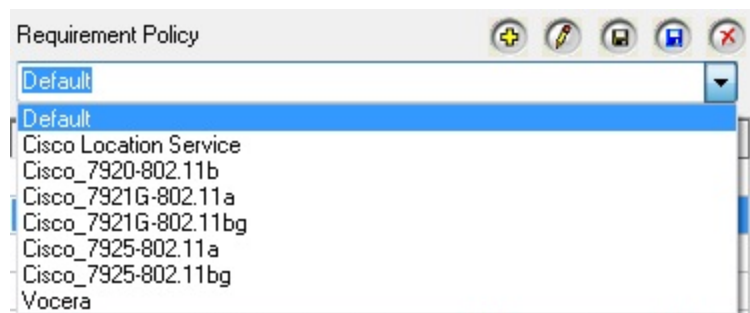 Requirement Policy
Default
Default
Cisco Location Service
Cisco_7920-802.11b
Cisco_7921G-802.11a
Cisco_7921G-802.11bg
Cisco_7925-802.11a
Cisco_7925-802.11bg
Vocera